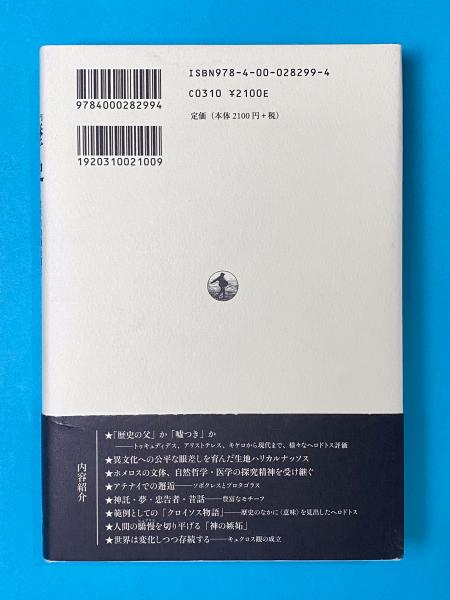 ISBN978-4-00-028299-4
C0310 ¥2100E
定価（本体 2100 円＋税）
9784000282994
1920310021009
内容紹介
★「歴史の父」か「嘘つき」か
——トゥキュディデス、アリストテレス、キケロから現代まで、様々なヘロドトス評価
★異文化への公平な眼差しを育んだ生地ハリカルナッソス
★ホメロスの文体、自然哲学・医学の探究精神を受け継ぐ
★アテナイでの邂逅——ソポクレスとプロタゴラス
★神託・夢・忠告者・昔話——豊富なモチーフ
★範例としての「クロイソス物語」——歴史のなかに〈意味〉を見出したヘロドトス
★人間の驕慢を切り平げる「神の嫉妬」
★世界は変化しつつ存続する——キュクロス観の成立